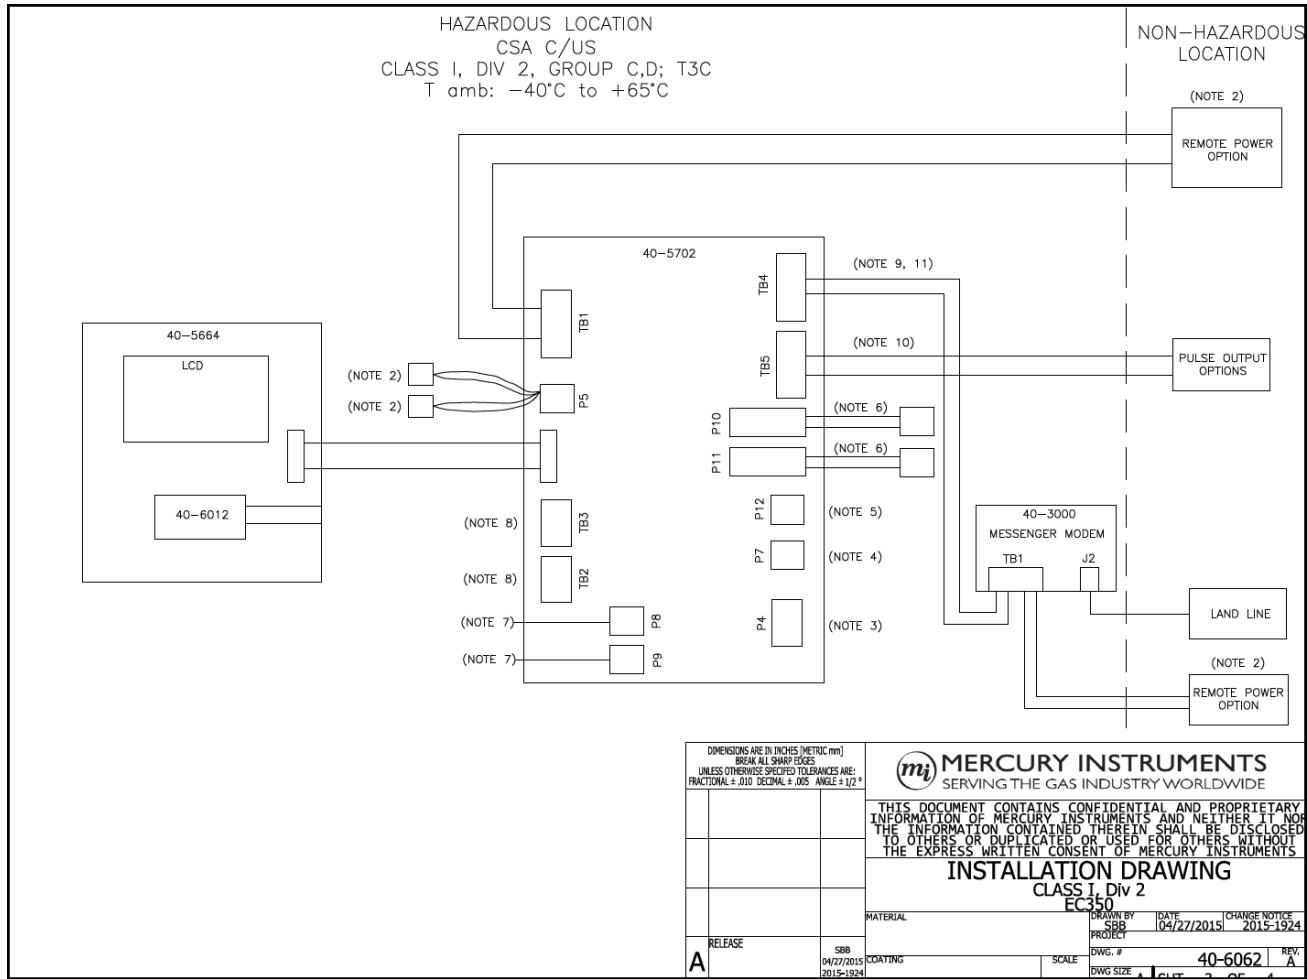 HAZARDOUS LOCATION
CSA C/US
CLASS I, DIV 2, GROUP C,D; T3C
T amb: −40°C to +65°C
NON−HAZARDOUS
LOCATION
(NOTE 2)
REMOTE POWER
OPTION
40−5702
TB4
(NOTE 9, 11)
TB1
40−5664
LCD
(NOTE 2)
(NOTE 2)
P5
TB5
(NOTE 10)
PULSE OUTPUT
OPTIONS
P10
(NOTE 6)
P11
(NOTE 6)
40−6012
(NOTE 8)
TB3
P12
(NOTE 5)
40−3000
MESSENGER MODEM
TB1
J2
(NOTE 8)
TB2
P7
(NOTE 4)
(NOTE 7)
P8
P4
(NOTE 3)
LAND LINE
(NOTE 7)
P9
(NOTE 2)
REMOTE POWER
OPTION
DIMENSIONS ARE IN INCHES [METRIC mm]
BREAK ALL SHARP EDGES
UNLESS OTHERWISE SPECIFED TOLERANCES ARE:
FRACTIONAL ± .010 DECIMAL ± .005 ANGLE ± 1/2 °
mi MERCURY INSTRUMENTS
SERVING THE GAS INDUSTRY WORLDWIDE
THIS DOCUMENT CONTAINS CONFIDENTIAL AND PROPRIETARY
INFORMATION OF MERCURY INSTRUMENTS AND NEITHER IT NOR
THE INFORMATION CONTAINED THEREIN SHALL BE DISCLOSED
TO OTHERS OR DUPLICATED OR USED FOR OTHERS WITHOUT
THE EXPRESS WRITTEN CONSENT OF MERCURY INSTRUMENTS
INSTALLATION DRAWING
CLASS I, Div 2
EC350
MATERIAL
DRAWN BY
SBB
DATE
04/27/2015
CHANGE NOTICE
2015-1924
PROJECT
A
RELEASE
SBB
04/27/2015
2015-1924
COATING
SCALE
DWG. #
40-6062
REV.
A
DWG SIZE
A
SHT
3 OF 4